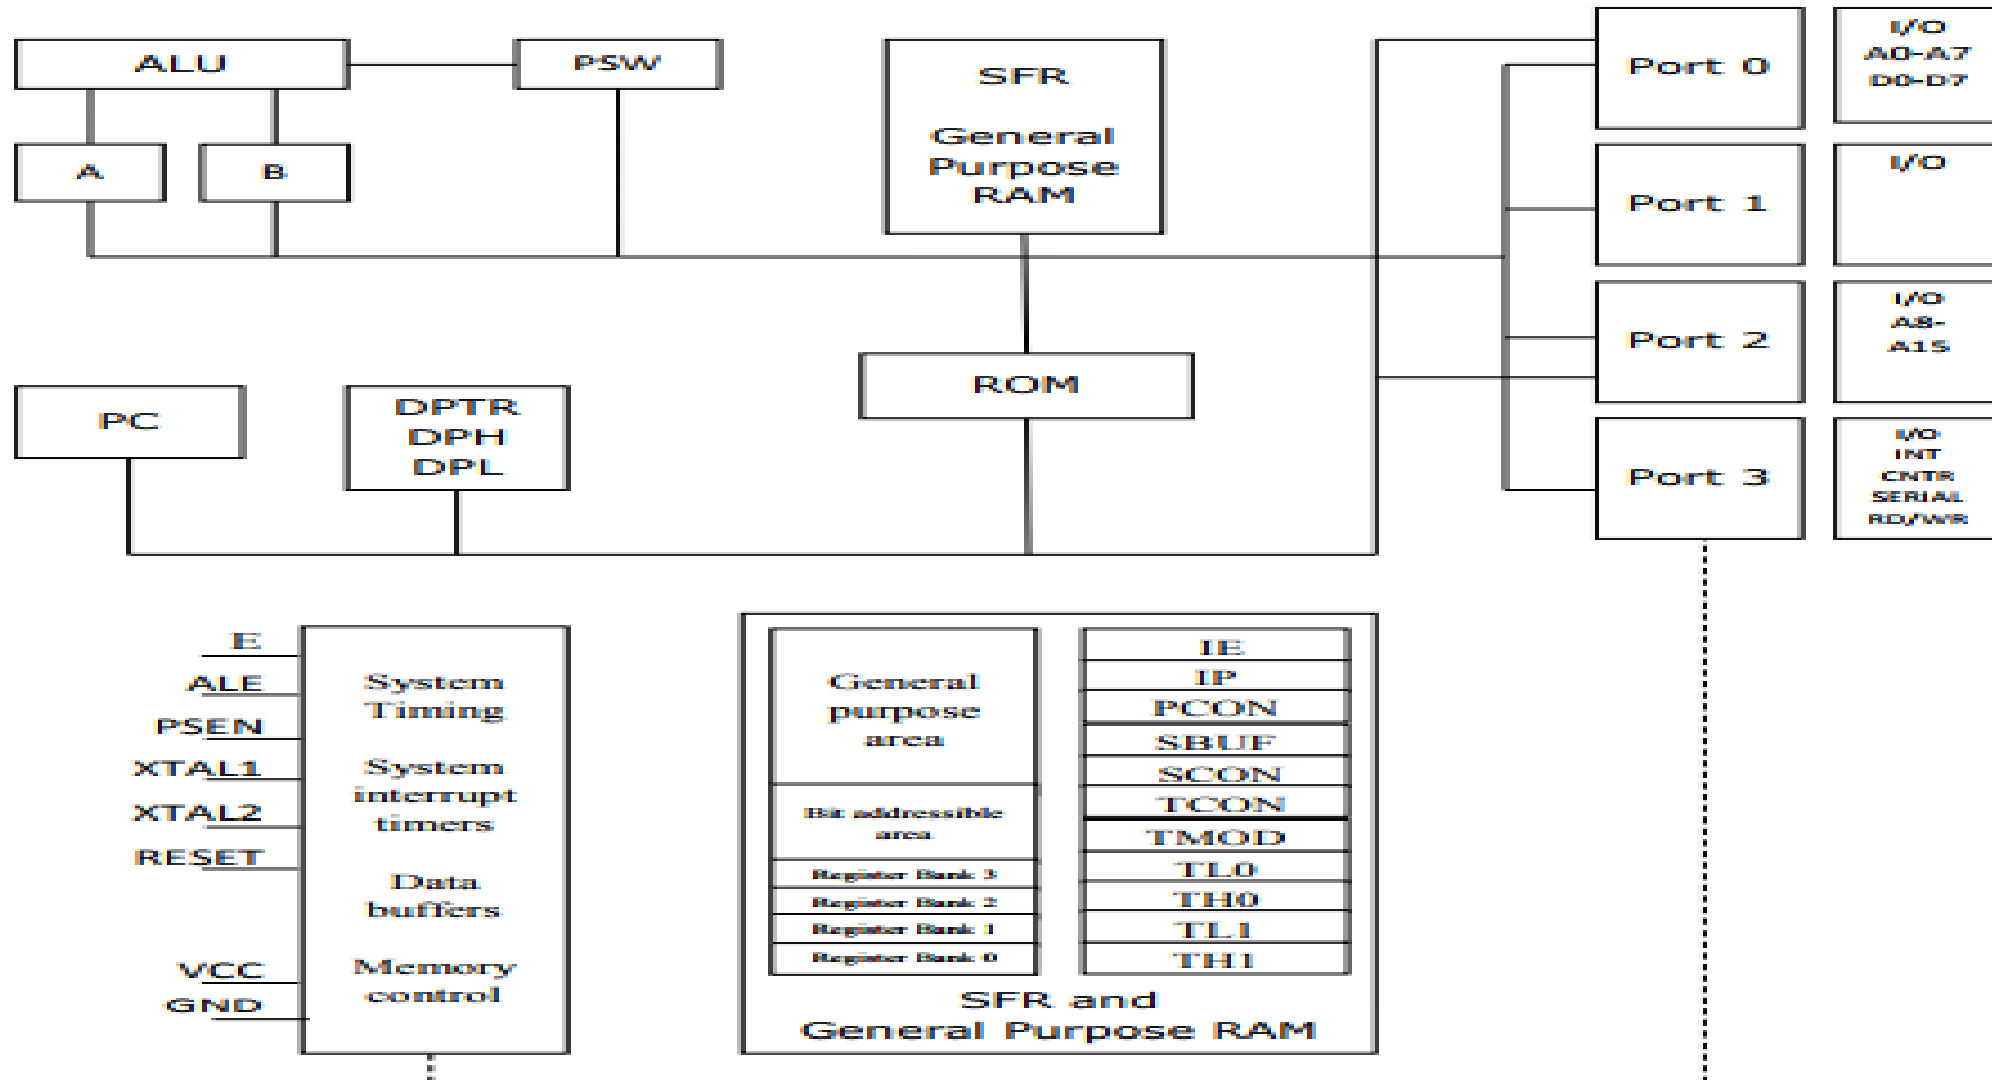 ALU
PSW
A
B
SFR
General
Purpose
RAM
Port 0
I/O
A0-A7
D0-D7
Port 1
I/O
Port 2
I/O
A8-
A15
Port 3
I/O
INT
CNTR
SERIAL
RD/WR
PC
DPTR
DPH
DPL
ROM
E
ALE
PSEN
XTAL1
XTAL2
RESET
VCC
GND
System
Timing
System
interrupt
timers
Data
buffers
Memory
control
General
purpose
area
Bit addressible
area
Register Bank 3
Register Bank 2
Register Bank 1
Register Bank 0
IE
IP
PCON
SBUF
SCON
TCON
TMOD
TL0
TH0
TL1
TH1
SFR and
General Purpose RAM